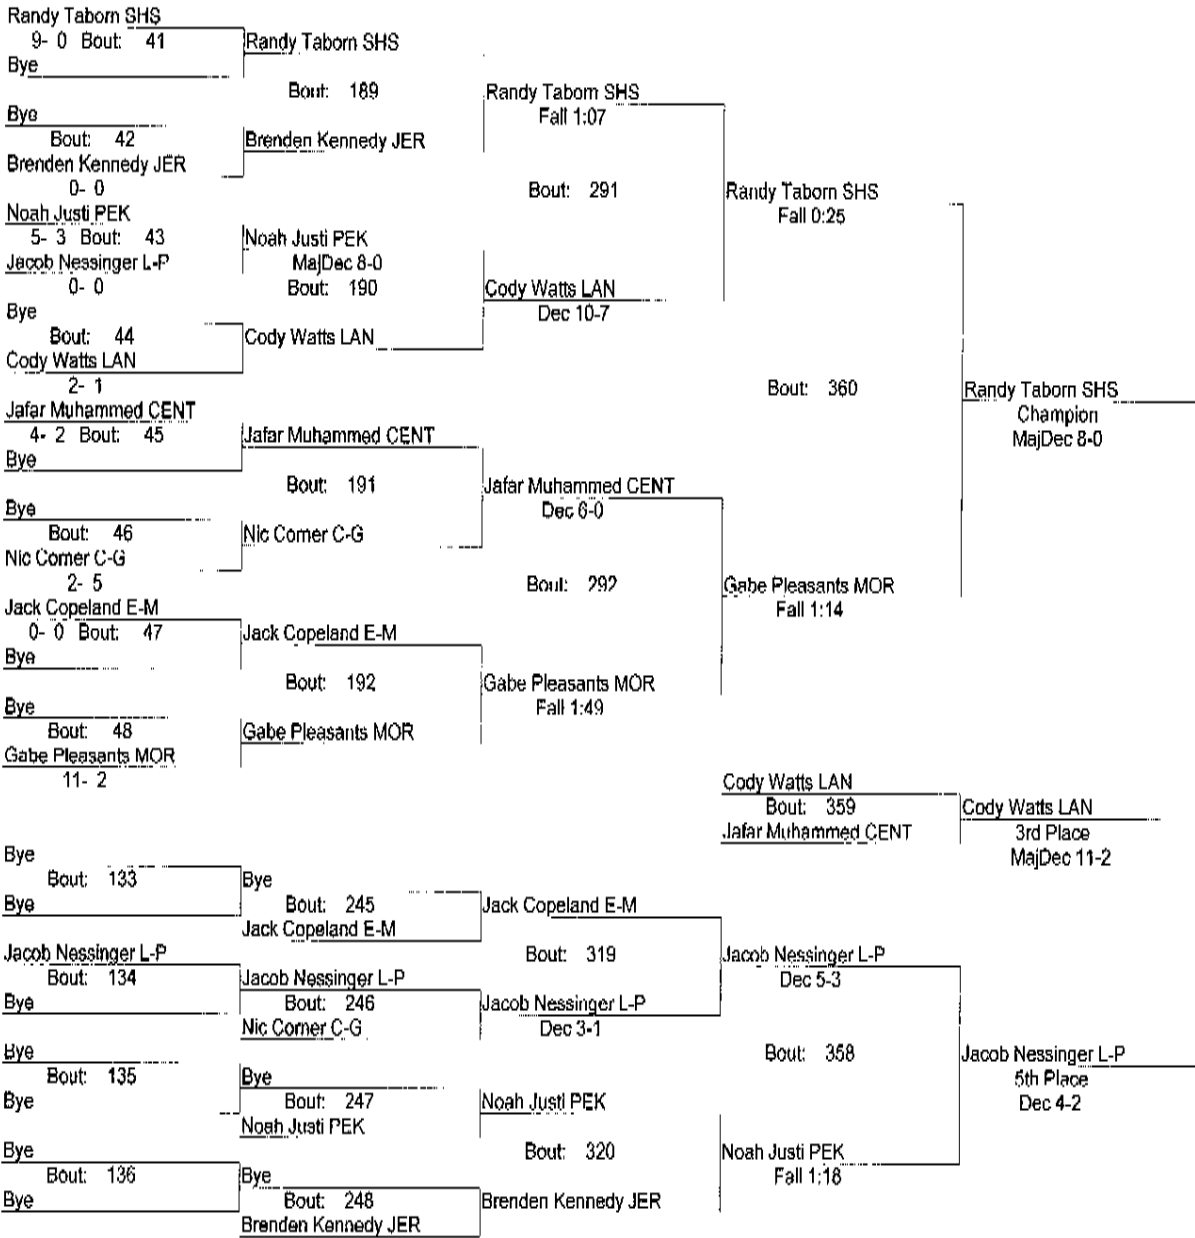 Randy Taborn SHS
9- 0 Bout: 41
Bye
Randy Taborn SHS
Bout: 189
Bye
Bout: 42
Brenden Kennedy JER
0- 0
Brenden Kennedy JER
Randy Taborn SHS
Fall 1:07
Bout: 291
Noah Justi PEK
5- 3 Bout: 43
Jacob Nessinger L-P
0- 0
Noah Justi PEK
MajDec 8-0
Bout: 190
Bye
Bout: 44
Cody Watts LAN
2- 1
Cody Watts LAN
Cody Watts LAN
Dec 10-7
Randy Taborn SHS
Fall 0:25
Bout: 360
Randy Taborn SHS
Champion
MajDec 8-0
Jafar Muhammed CENT
4- 2 Bout: 45
Bye
Jafar Muhammed CENT
Bout: 191
Bye
Bout: 46
Nic Comer C-G
2- 5
Nic Comer C-G
Jafar Muhammed CENT
Dec 6-0
Bout: 292
Jack Copeland E-M
0- 0 Bout: 47
Bye
Jack Copeland E-M
Bout: 192
Bye
Bout: 48
Gabe Pleasants MOR
11- 2
Gabe Pleasants MOR
Gabe Pleasants MOR
Fall 1:49
Gabe Pleasants MOR
Fall 1:14
Cody Watts LAN
Bout: 359
Jafar Muhammed CENT
Cody Watts LAN
3rd Place
MajDec 11-2
Bye
Bout: 133
Bye
Bye
Bout: 245
Jack Copeland E-M
Jack Copeland E-M
Bout: 319
Jacob Nessinger L-P
Bout: 134
Bye
Jacob Nessinger L-P
Bout: 246
Nic Comer C-G
Jacob Nessinger L-P
Dec 3-1
Jacob Nessinger L-P
Dec 5-3
Bout: 358
Jacob Nessinger L-P
5th Place
Dec 4-2
Bye
Bout: 135
Bye
Bye
Bout: 247
Noah Justi PEK
Noah Justi PEK
Bout: 320
Bye
Bout: 136
Bye
Bye
Bout: 248
Brenden Kennedy JER
Brenden Kennedy JER
Noah Justi PEK
Fall 1:18